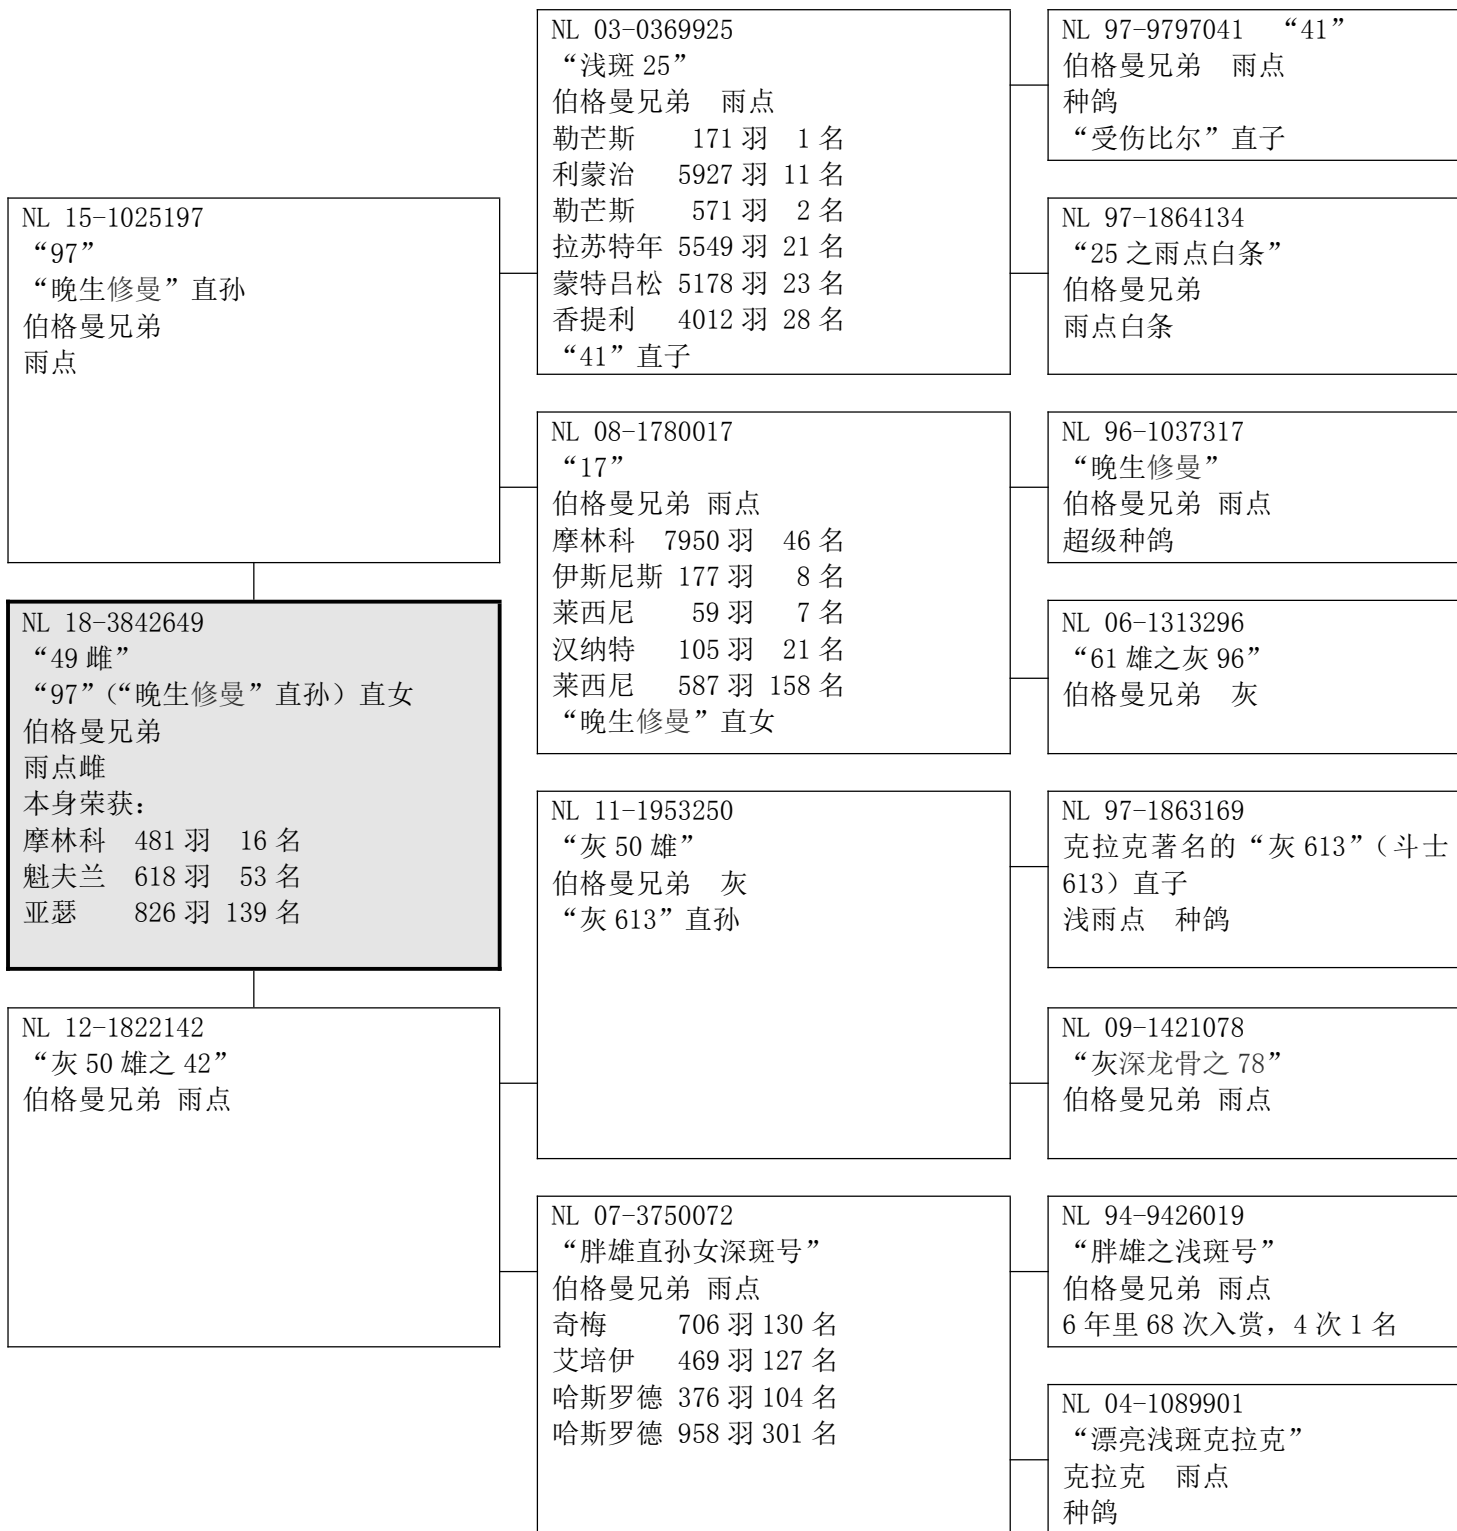 NL 03-0369925
“浅斑 25”
伯格曼兄弟 雨点
勒芒斯 171 羽 1 名
利蒙治 5927 羽 11 名
勒芒斯 571 羽 2 名
拉苏特年 5549 羽 21 名
蒙特吕松 5178 羽 23 名
香提利 4012 羽 28 名
“41”直子
NL 97-9797041 “41”
伯格曼兄弟 雨点
种鸽
“受伤比尔”直子
NL 97-1864134
“25 之雨点白条”
伯格曼兄弟
雨点白条
NL 15-1025197
“97”
“晚生修曼”直孙
伯格曼兄弟
雨点
NL 08-1780017
“17”
伯格曼兄弟 雨点
摩林科 7950 羽 46 名
伊斯尼斯 177 羽 8 名
莱西尼 59 羽 7 名
汉纳特 105 羽 21 名
莱西尼 587 羽 158 名
“晚生修曼”直女
NL 96-1037317
“晚生修曼”
伯格曼兄弟 雨点
超级种鸽
NL 06-1313296
“61 雄之灰 96”
伯格曼兄弟 灰
NL 18-3842649
“49 雌”
“97”（“晚生修曼”直孙）直女
伯格曼兄弟
雨点雌
本身荣获：
摩林科 481 羽 16 名
魁夫兰 618 羽 53 名
亚瑟 826 羽 139 名
NL 11-1953250
“灰 50 雄”
伯格曼兄弟 灰
“灰 613”直孙
NL 97-1863169
克拉克著名的“灰 613”（斗士
613）直子
浅雨点 种鸽
NL 09-1421078
“灰深龙骨之 78”
伯格曼兄弟 雨点
NL 12-1822142
“灰 50 雄之 42”
伯格曼兄弟 雨点
NL 07-3750072
“胖雄直孙女深斑号”
伯格曼兄弟 雨点
奇梅 706 羽 130 名
艾培伊 469 羽 127 名
哈斯罗德 376 羽 104 名
哈斯罗德 958 羽 301 名
NL 94-9426019
“胖雄之浅斑号”
伯格曼兄弟 雨点
6 年里 68 次入赏，4 次 1 名
NL 04-1089901
“漂亮浅斑克拉克”
克拉克 雨点
种鸽